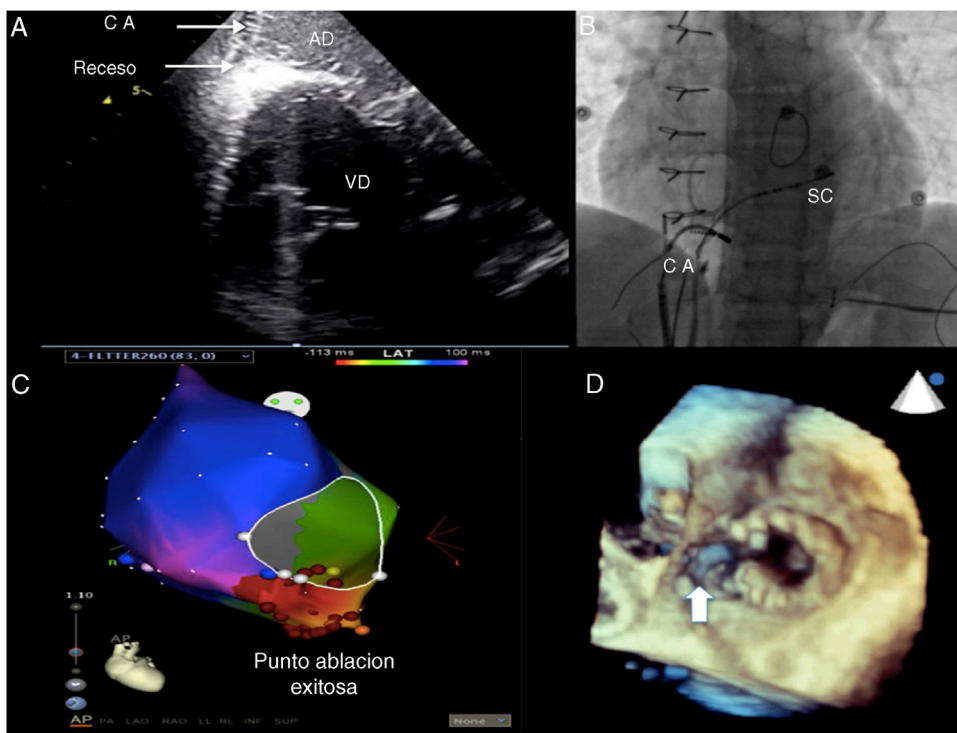 A
C A
AD
Receso
5
VD
B
SC
C A
4-FLTTER260 (83, 0)
-113 ms
LAT
100 ms
C
R
L
1.10
AP
Punto ablacion
exitosa
AP PA LAO RAO LL RL INF SUP
None
D